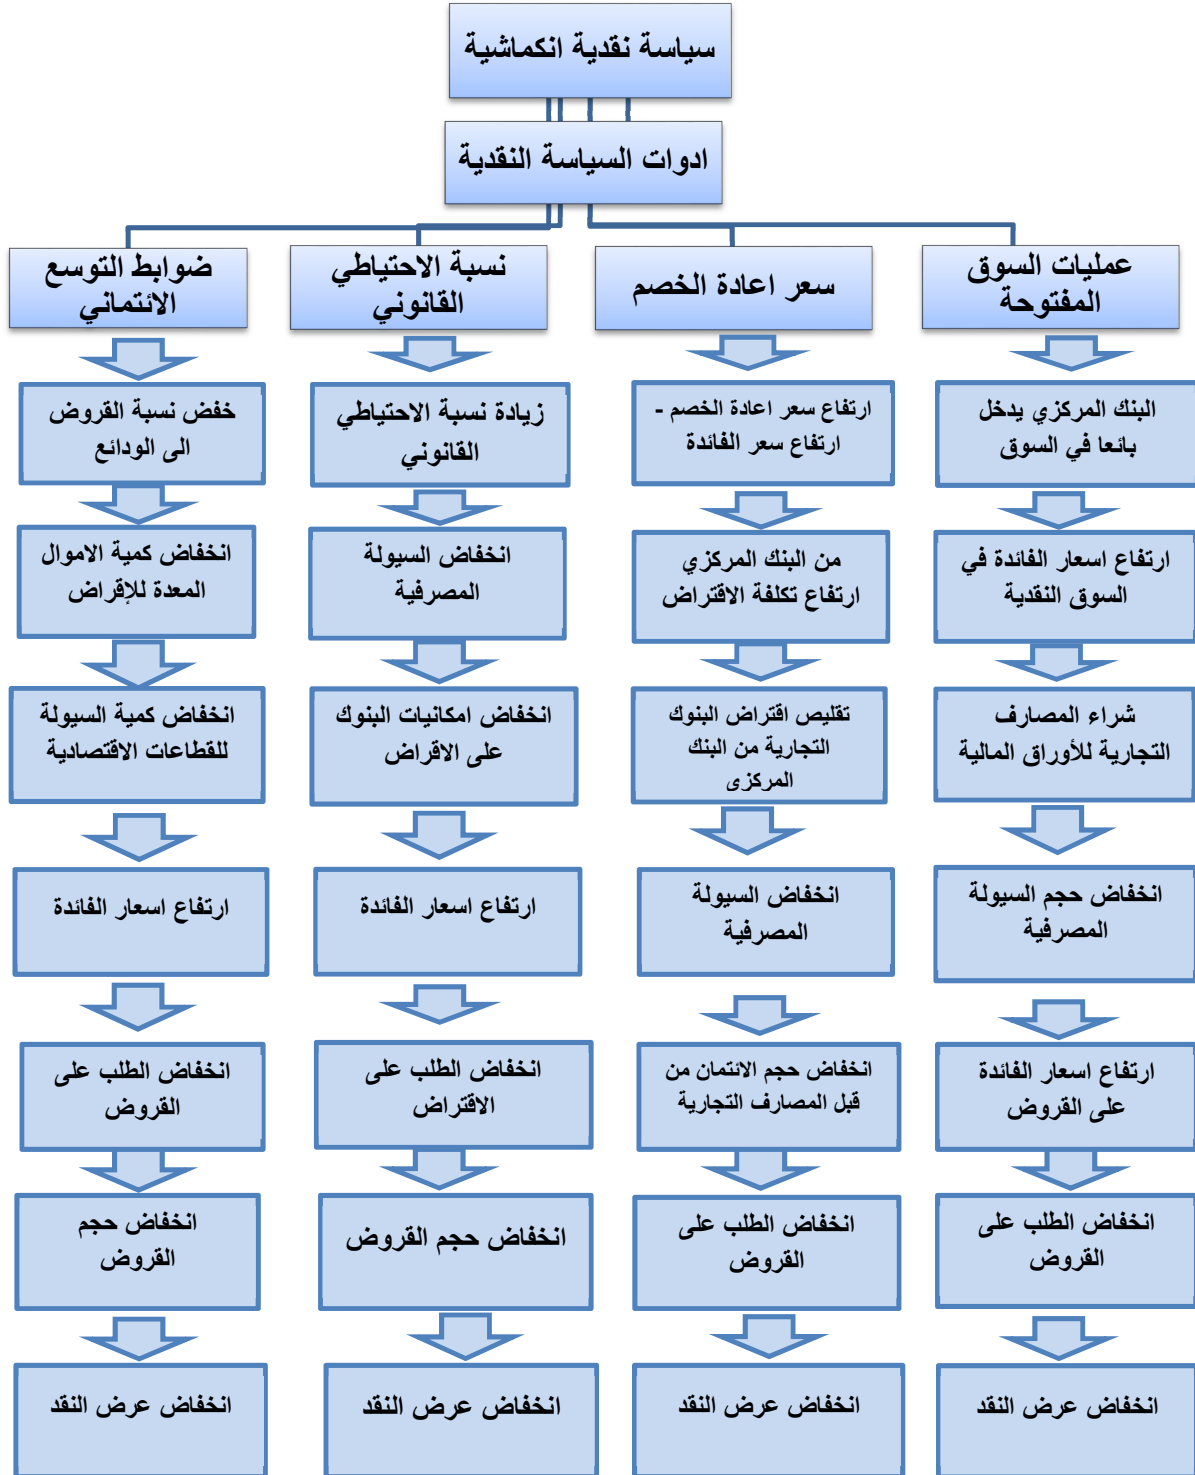 سياسة نقدية انكماشية
ادوات السياسة النقدية
عمليات السوق
المفتوحة
البنك المركزي يدخل
بائعا في السوق
ارتفاع اسعار الفائدة في
السوق النقدية
شراء المصارف
التجارية للأوراق المالية
انخفاض حجم السيولة
المصرفية
ارتفاع اسعار الفائدة
على القروض
انخفاض الطلب على
القروض
انخفاض عرض النقد
سعر اعادة الخصم
ارتفاع سعر اعادة الخصم -
ارتفاع سعر الفائدة
من البنك المركزي
ارتفاع تكلفة الاقتراض
تقليص اقتراض البنوك
التجارية من البنك
المركزي
انخفاض السيولة
المصرفية
انخفاض حجم الائتمان من
قبل المصارف التجارية
انخفاض الطلب على
القروض
انخفاض عرض النقد
نسبة الاحتياطي
القانوني
زيادة نسبة الاحتياطي
القانوني
انخفاض السيولة
المصرفية
انخفاض امكانيات البنوك
على الاقراض
ارتفاع اسعار الفائدة
انخفاض الطلب على
الاقتراض
انخفاض حجم القروض
انخفاض عرض النقد
ضوابط التوسع
الائتماني
خفض نسبة القروض
الى الودائع
انخفاض كمية الاموال
المعدة للإقراض
انخفاض كمية السيولة
للقطاعات الاقتصادية
ارتفاع اسعار الفائدة
انخفاض الطلب على
القروض
انخفاض حجم
القروض
انخفاض عرض النقد